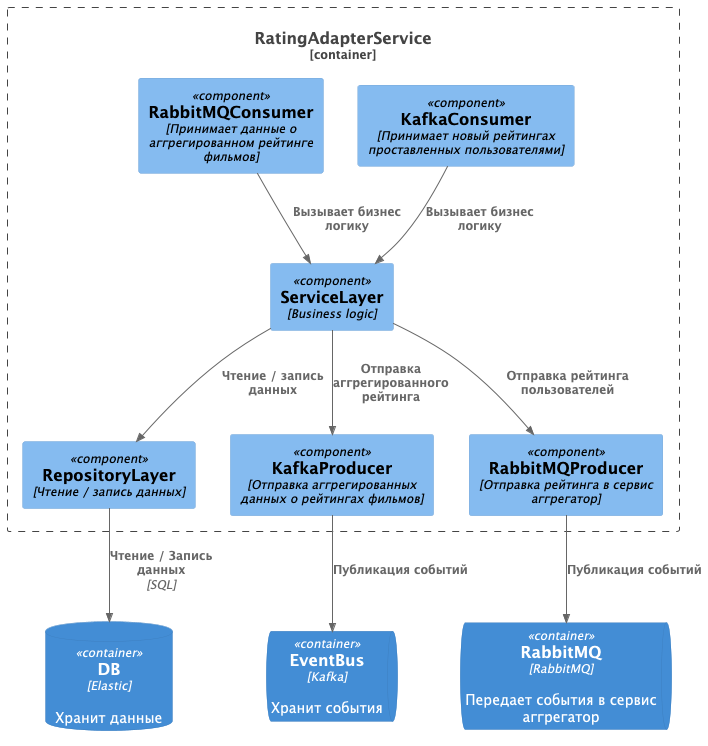 RatingAdapterService
[container]
«component»
RabbitMQConsumer
[Принимает данные о
аггрегированном рейтинге
фильмов]
«component»
KafkaConsumer
[Принимает новый рейтингах
проставленных пользователями]
Вызывает бизнес
логику
Вызывает бизнес
логику
«component»
ServiceLayer
[Business logic]
Чтение / запись
данных
Отправка
аггрегированного
рейтинга
Отправка рейтинга
пользователей
«component»
RepositoryLayer
[Чтение / запись данных]
«component»
KafkaProducer
[Отправка аггрегированных
данных о рейтингах фильмов]
«component»
RabbitMQProducer
[Отправка рейтинга в сервис
аггрегатор]
Чтение / Запись
данных
[SQL]
Публикация событий
Публикация событий
«container»
DB
[Elastic]
Хранит данные
«container»
EventBus
[Kafka]
Хранит события
«container»
RabbitMQ
[RabbitMQ]
Передает события в сервис
аггрегатор